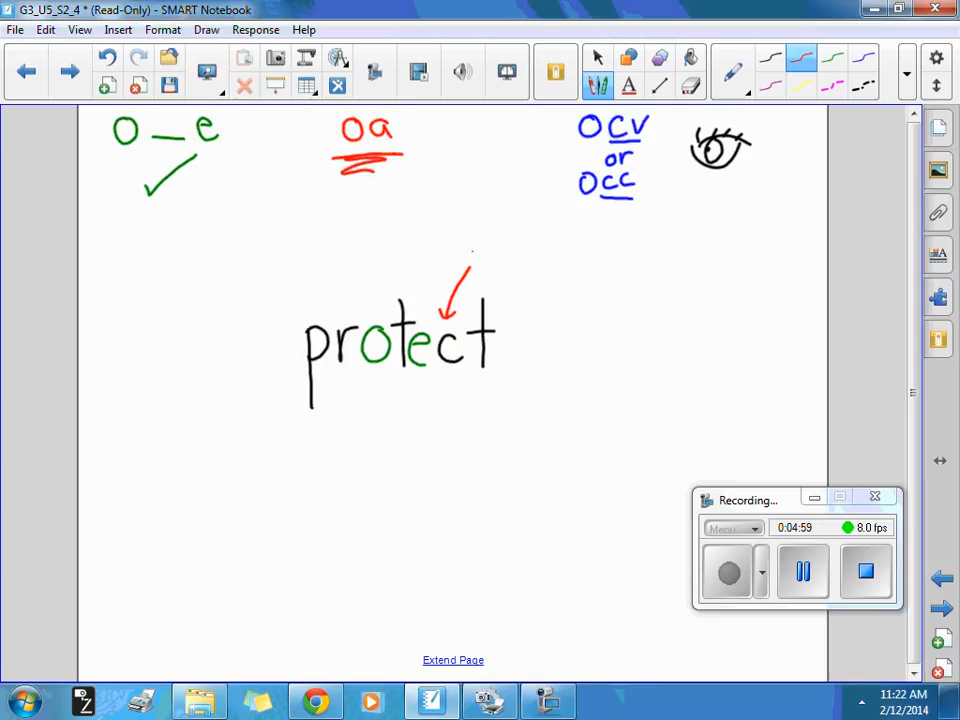 G3_U5_S2_4 * (Read-Only) - SMART Notebook
File Edit View Insert Format Draw Response Help
o_e oa ocv
or
occ
protect
Recording...
Menu 0:04:59 8.0 fps
Extend Page
11:22 AM
2/12/2014